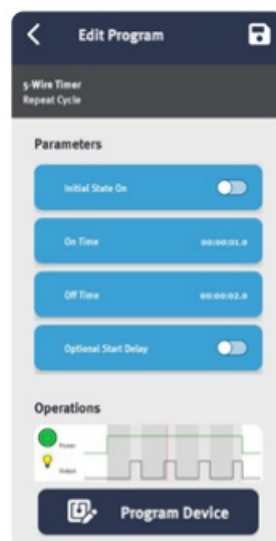 Edit Program
5-Wire Timer
Repeat Cycle
Parameters
Initial State On
On Time 00:00:01.0
Off Time 00:00:02.0
Optional Start Delay
Operations
Power
Output
Program Device